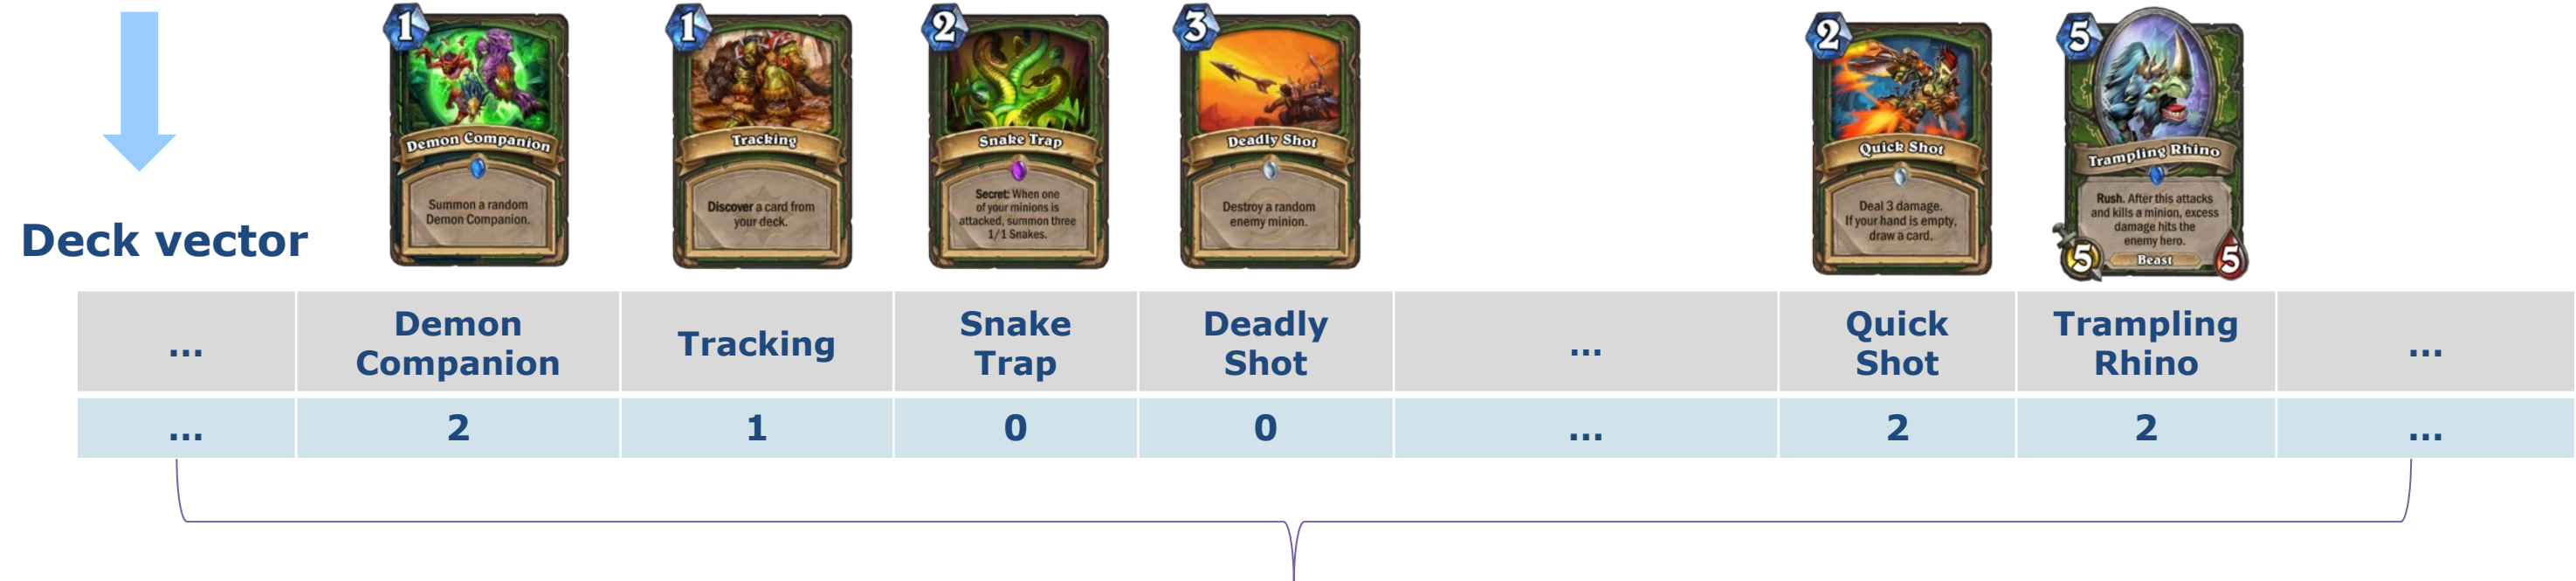 1
Demon Companion
Summon a random
Demon Companion.
1
Tracking
Discover a card from
your deck.
2
Snake Trap
Secret: When one
of your minions is
attacked, summon three
1/1 Snakes.
3
Deadly Shot
Destroy a random
enemy minion.
2
Quick Shot
Deal 3 damage.
If your hand is empty,
draw a card.
5
Trampling Rhino
Rush. After this attacks
and kills a minion, excess
damage hits the
enemy hero.
5
Beast
5
Deck vector
...
Demon
Companion
Tracking
Snake
Trap
Deadly
Shot
...
Quick
Shot
Trampling
Rhino
...
...
2
1
0
0
...
2
2
...